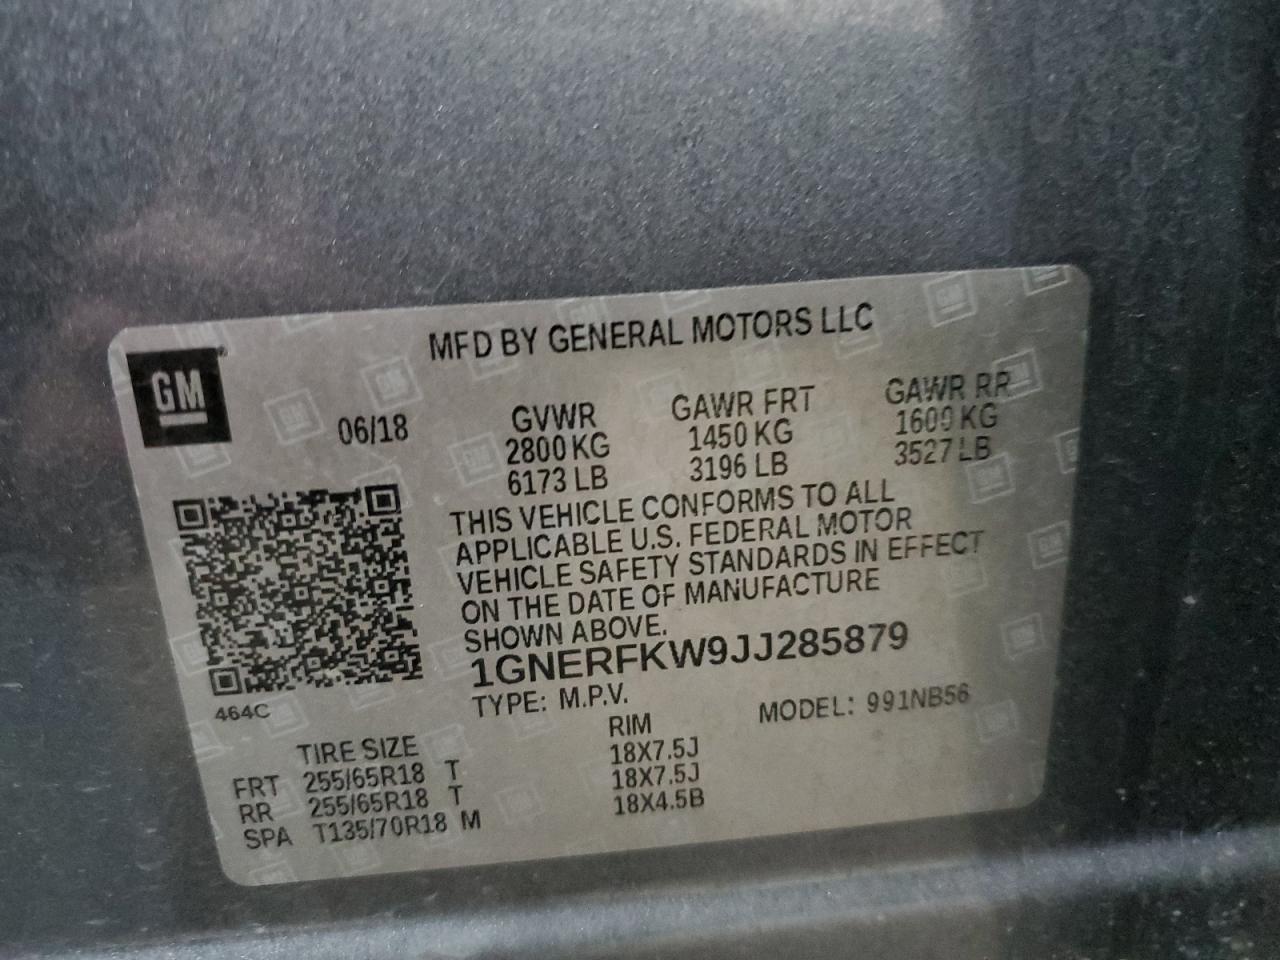 MFD BY GENERAL MOTORS LLC
GM
06/18
GVWR GAWR FRT GAWR RR
2800 KG 1450 KG 1600 KG
6173 LB 3196 LB 3527 LB
THIS VEHICLE CONFORMS TO ALL
APPLICABLE U.S. FEDERAL MOTOR
VEHICLE SAFETY STANDARDS IN EFFECT
ON THE DATE OF MANUFACTURE
SHOWN ABOVE.
1GNERFKW9JJ285879
464C
TYPE: M.P.V. MODEL: 991NB56
TIRE SIZE RIM
FRT 255/65R18 T 18X7.5J
RR 255/65R18 T 18X7.5J
SPA T135/70R18 M 18X4.5B